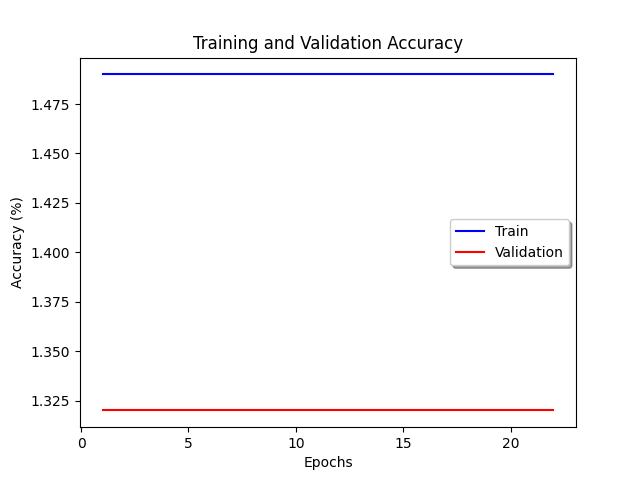 Training and Validation Accuracy
Accuracy (%)
1.475
1.450
1.425
1.400
1.375
1.350
1.325
Train
Validation
0 5 10 15 20
Epochs